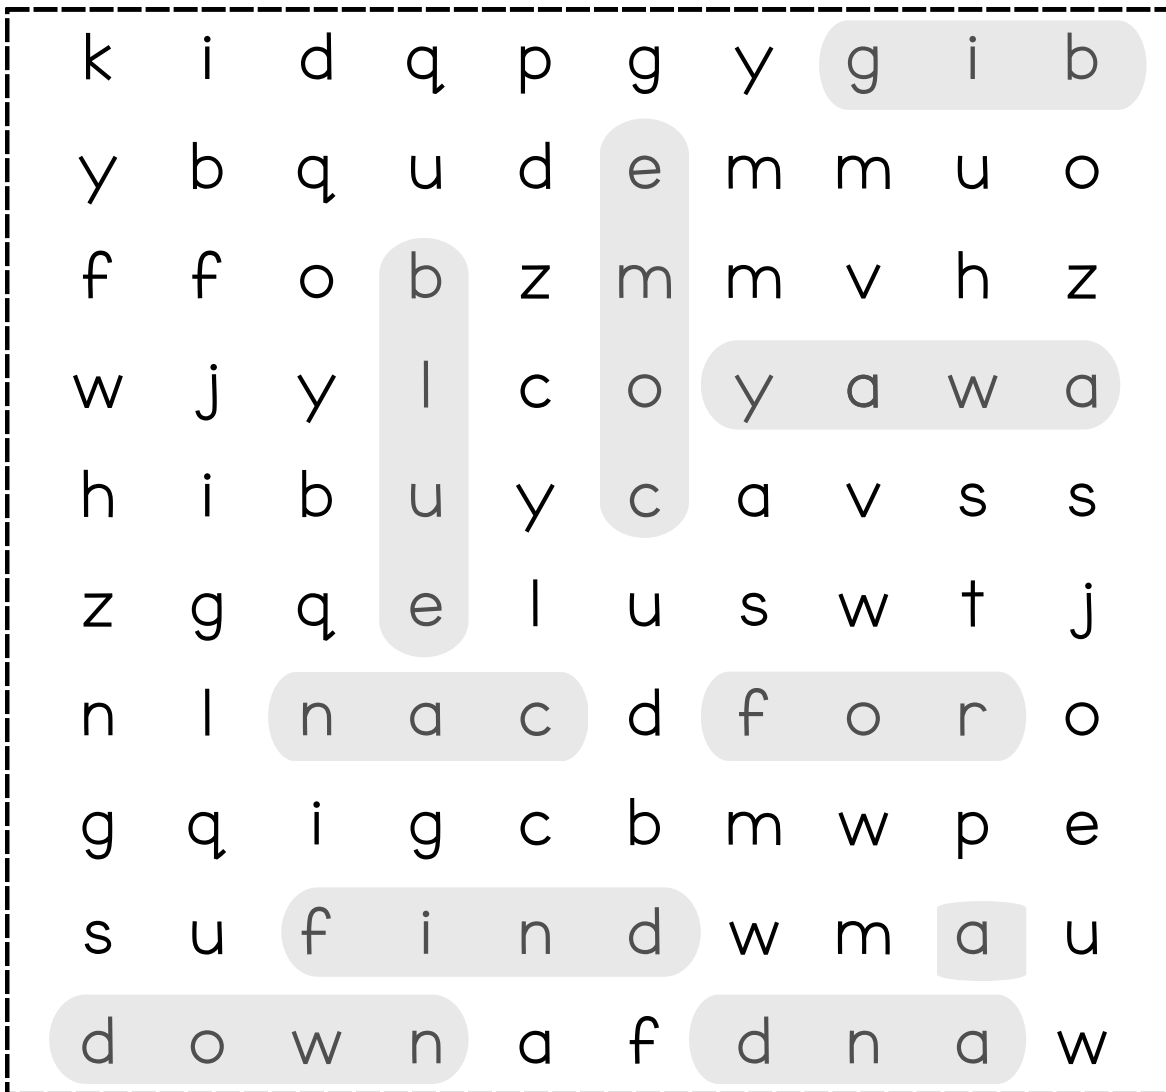 k i d q p g y g i b
y b q u d e m m u o
f f o b z m m v h z
w j y l c o y a w a
h i b u y c a v s s
z g q e l u s w t j
n l n a c d f o r o
g q i g c b m w p e
s u f i n d w m a u
d o w n a f d n a w